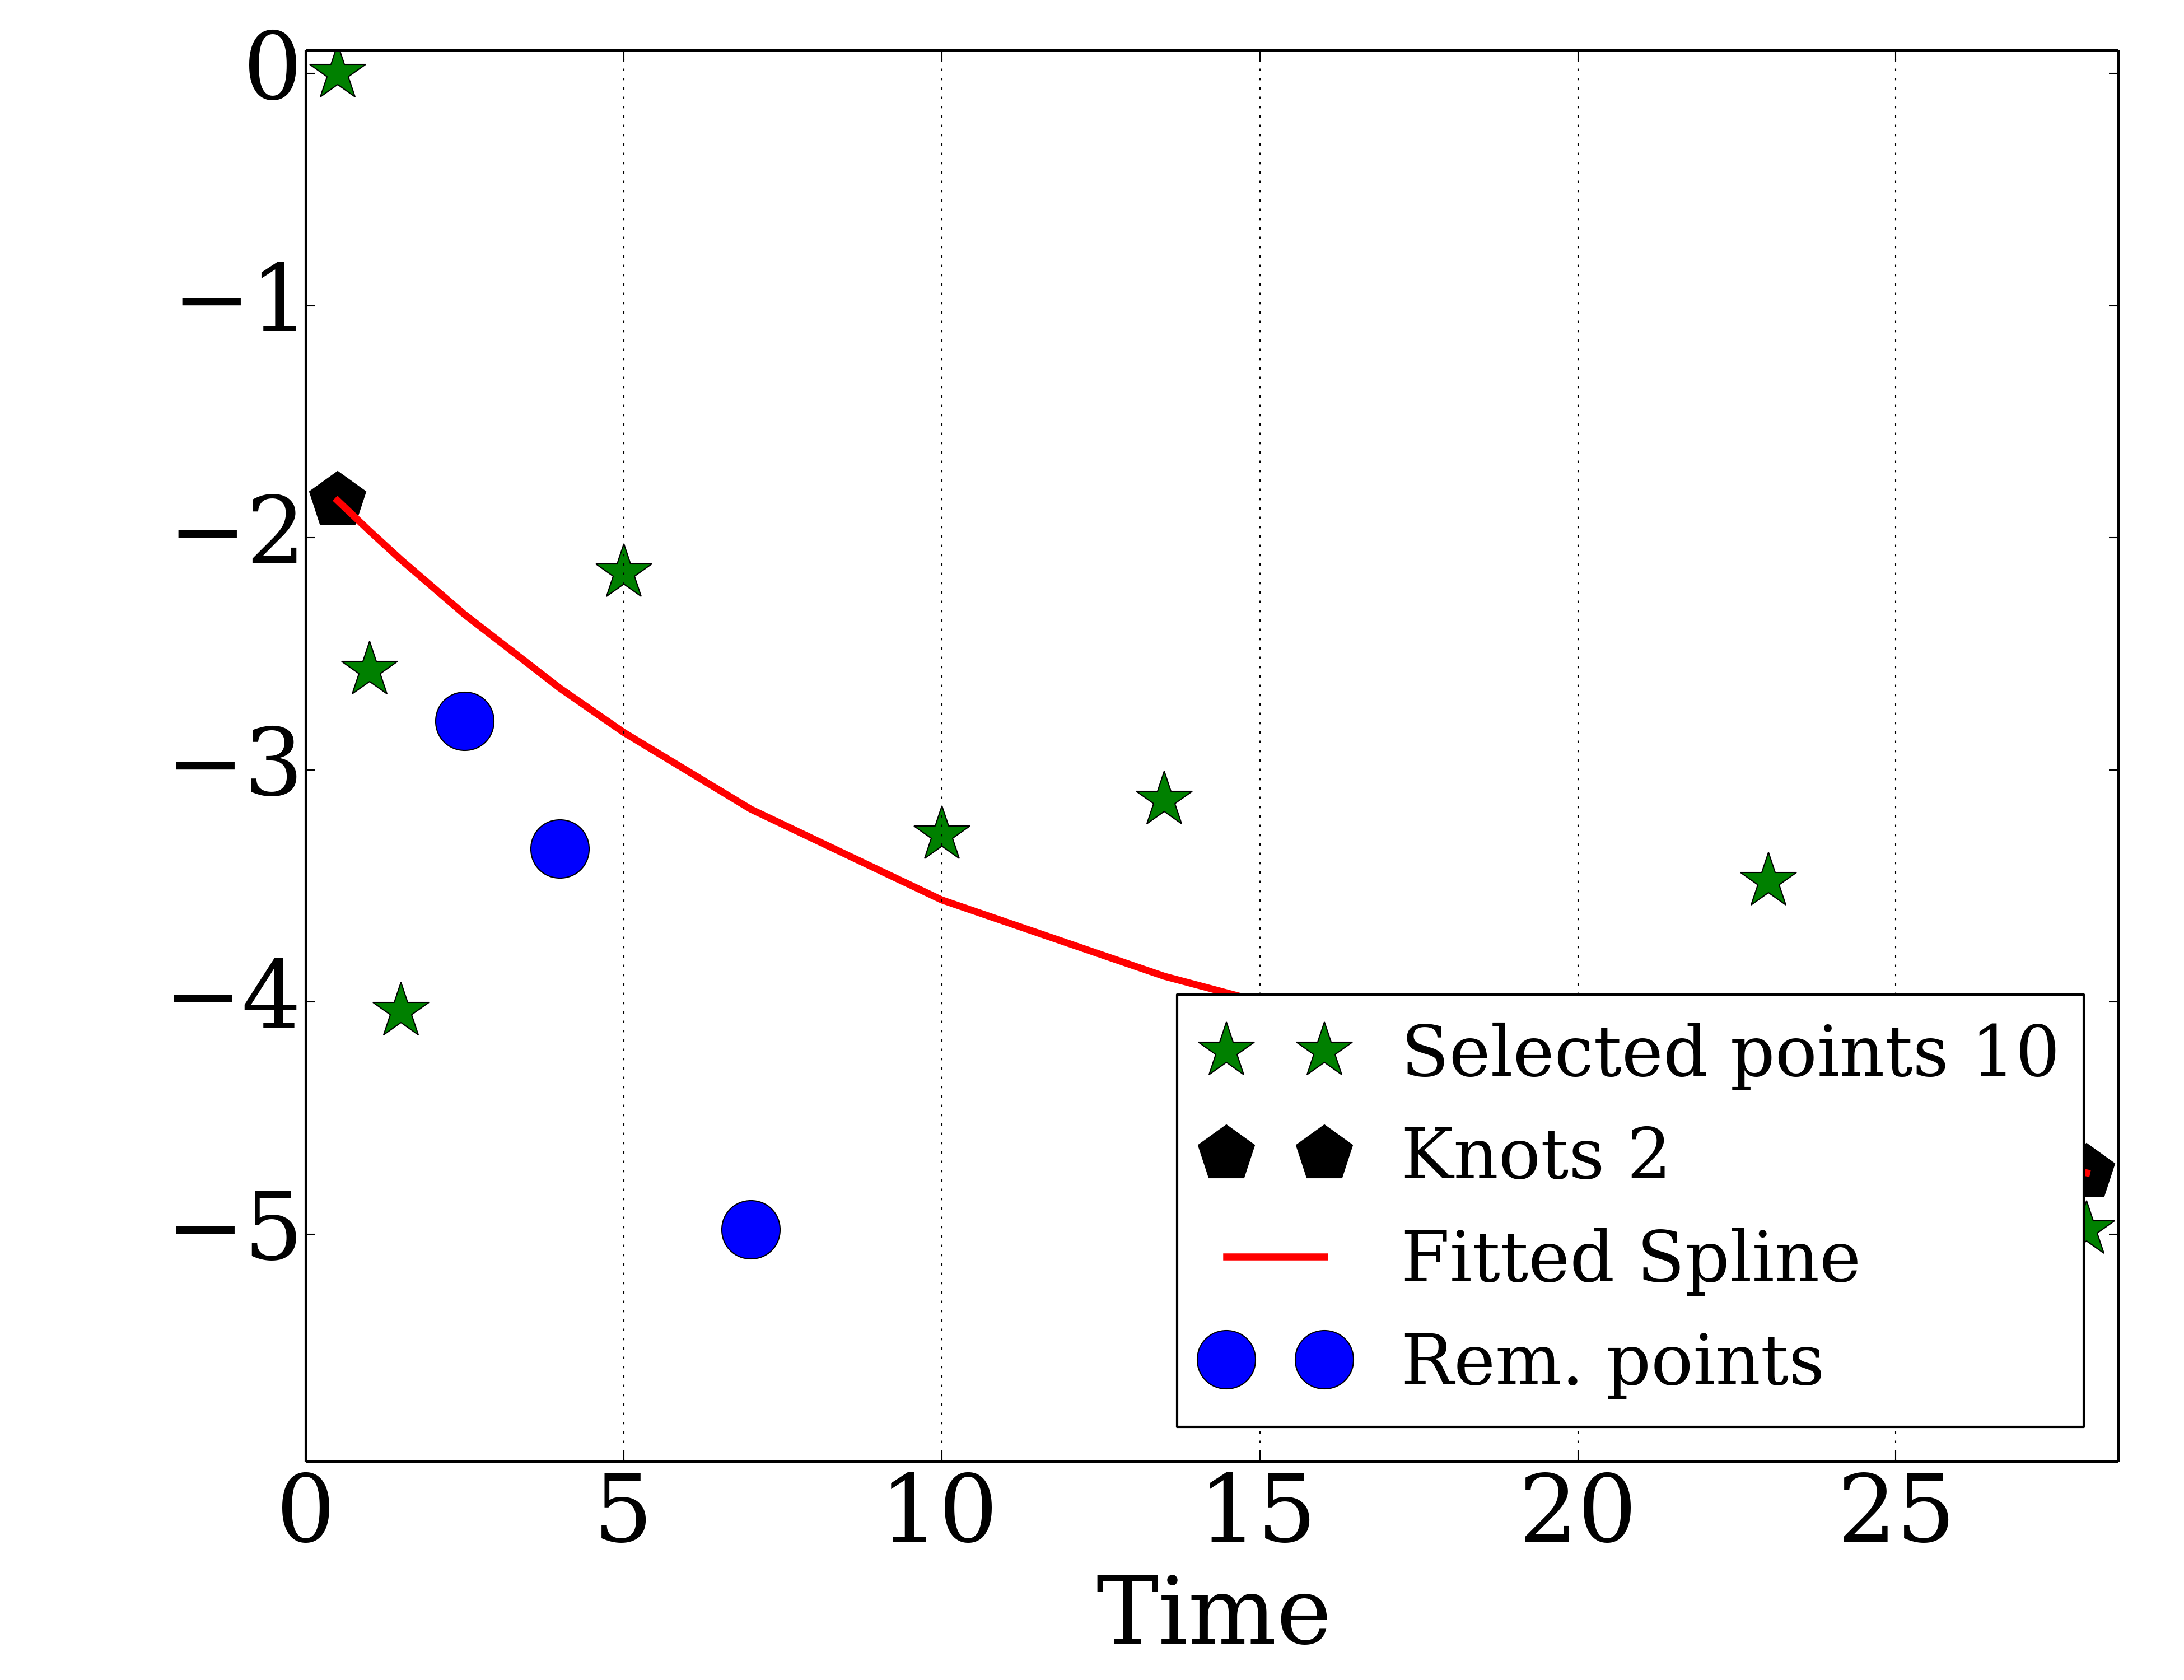 0
−1
−2
−3
−4
−5
Selected points 10
Knots 2
Fitted Spline
Rem. points
0 5 10 15 20 25
Time